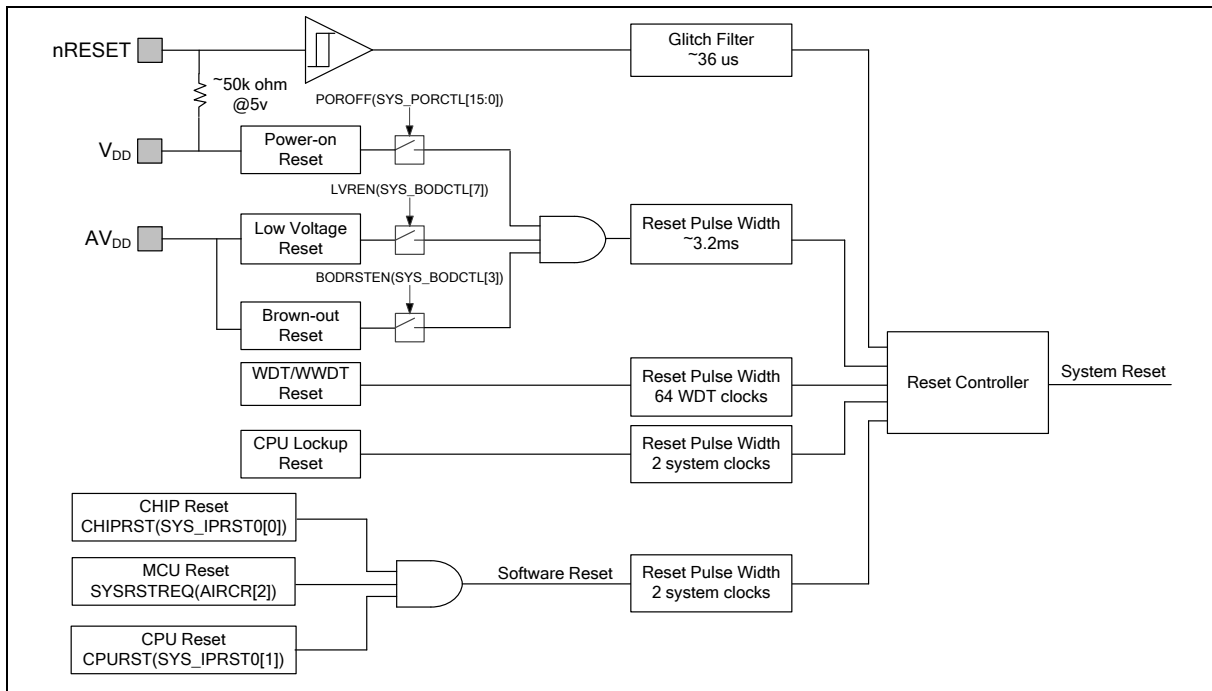 nRESET
Glitch Filter
~36 us
~50k ohm
@5v
POROFF(SYS_PORCTL[15:0])
VDD
Power-on
Reset
LVREN(SYS_BODCTL[7])
AVDD
Low Voltage
Reset
Reset Pulse Width
~3.2ms
BODRSTEN(SYS_BODCTL[3])
Brown-out
Reset
WDT/WWDT
Reset
Reset Pulse Width
64 WDT clocks
Reset Controller
System Reset
CPU Lockup
Reset
Reset Pulse Width
2 system clocks
CHIP Reset
CHIPRST(SYS_IPRST0[0])
MCU Reset
SYSRSTREQ(AIRCR[2])
Software Reset
Reset Pulse Width
2 system clocks
CPU Reset
CPURST(SYS_IPRST0[1])